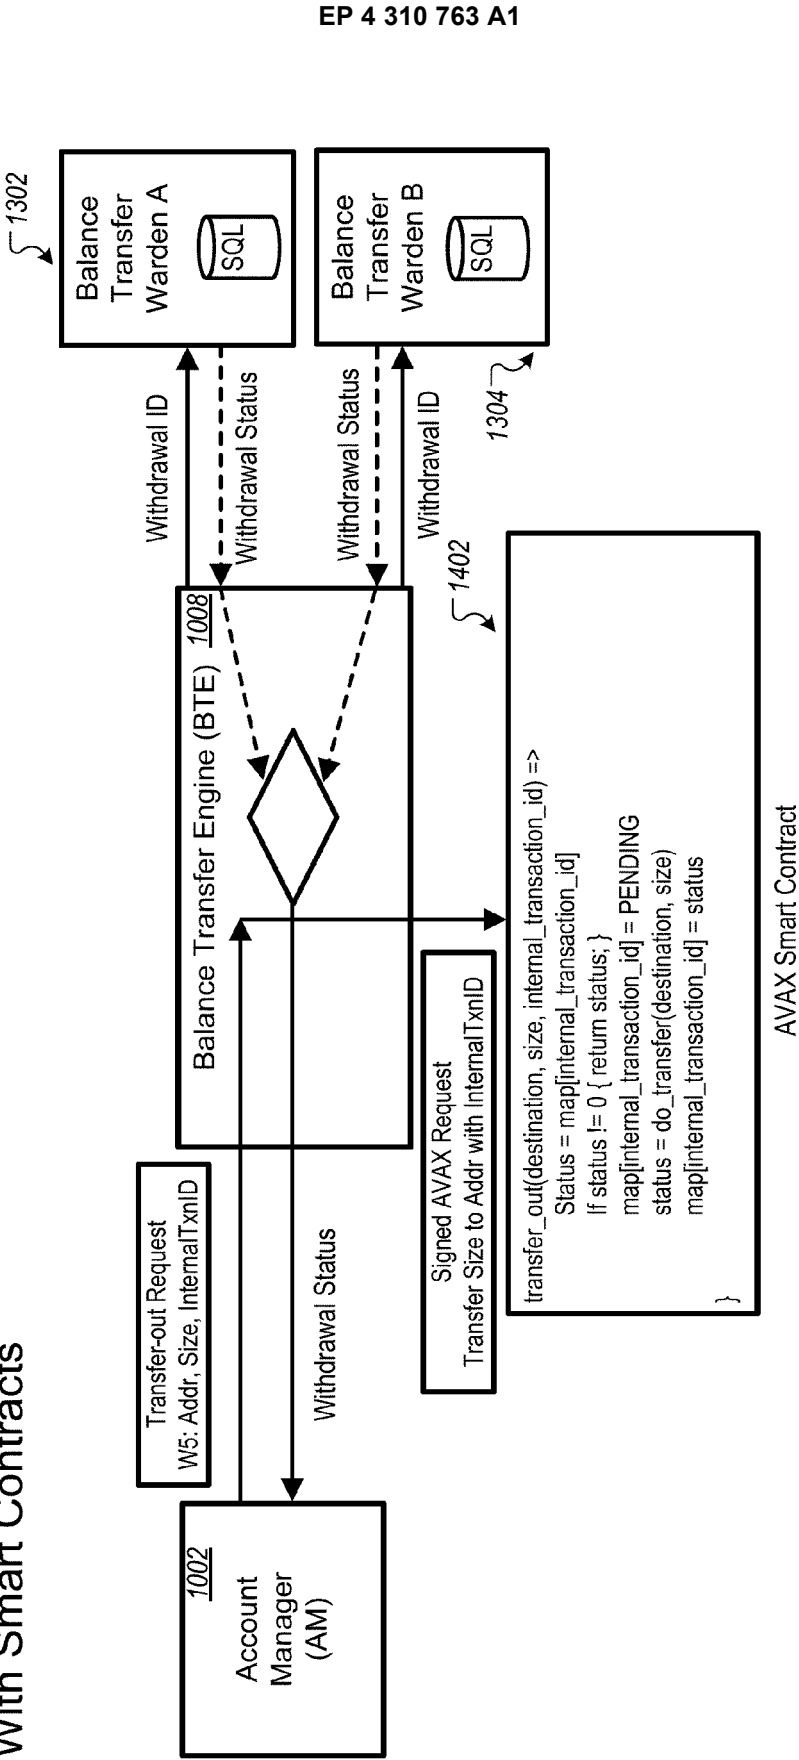 EP 4 310 763 A1
With Smart Contracts
1002
Account
Manager
(AM)
Transfer-out Request
W5: Addr, Size, InternalTxnID
Withdrawal Status
Balance Transfer Engine (BTE)
1008
Withdrawal ID
Withdrawal Status
Withdrawal Status
Withdrawal ID
1302
Balance
Transfer
Warden A
SQL
Balance
Transfer
Warden B
SQL
1304
Signed AVAX Request
Transfer Size to Addr with InternalTxnID
1402
transfer_out(destination, size, internal_transaction_id) =>
Status = map[internal_transaction_id]
If status != 0 { return status; }
map[internal_transaction_id] = PENDING
status = do_transfer(destination, size)
map[internal_transaction_id] = status
}
AVAX Smart Contract